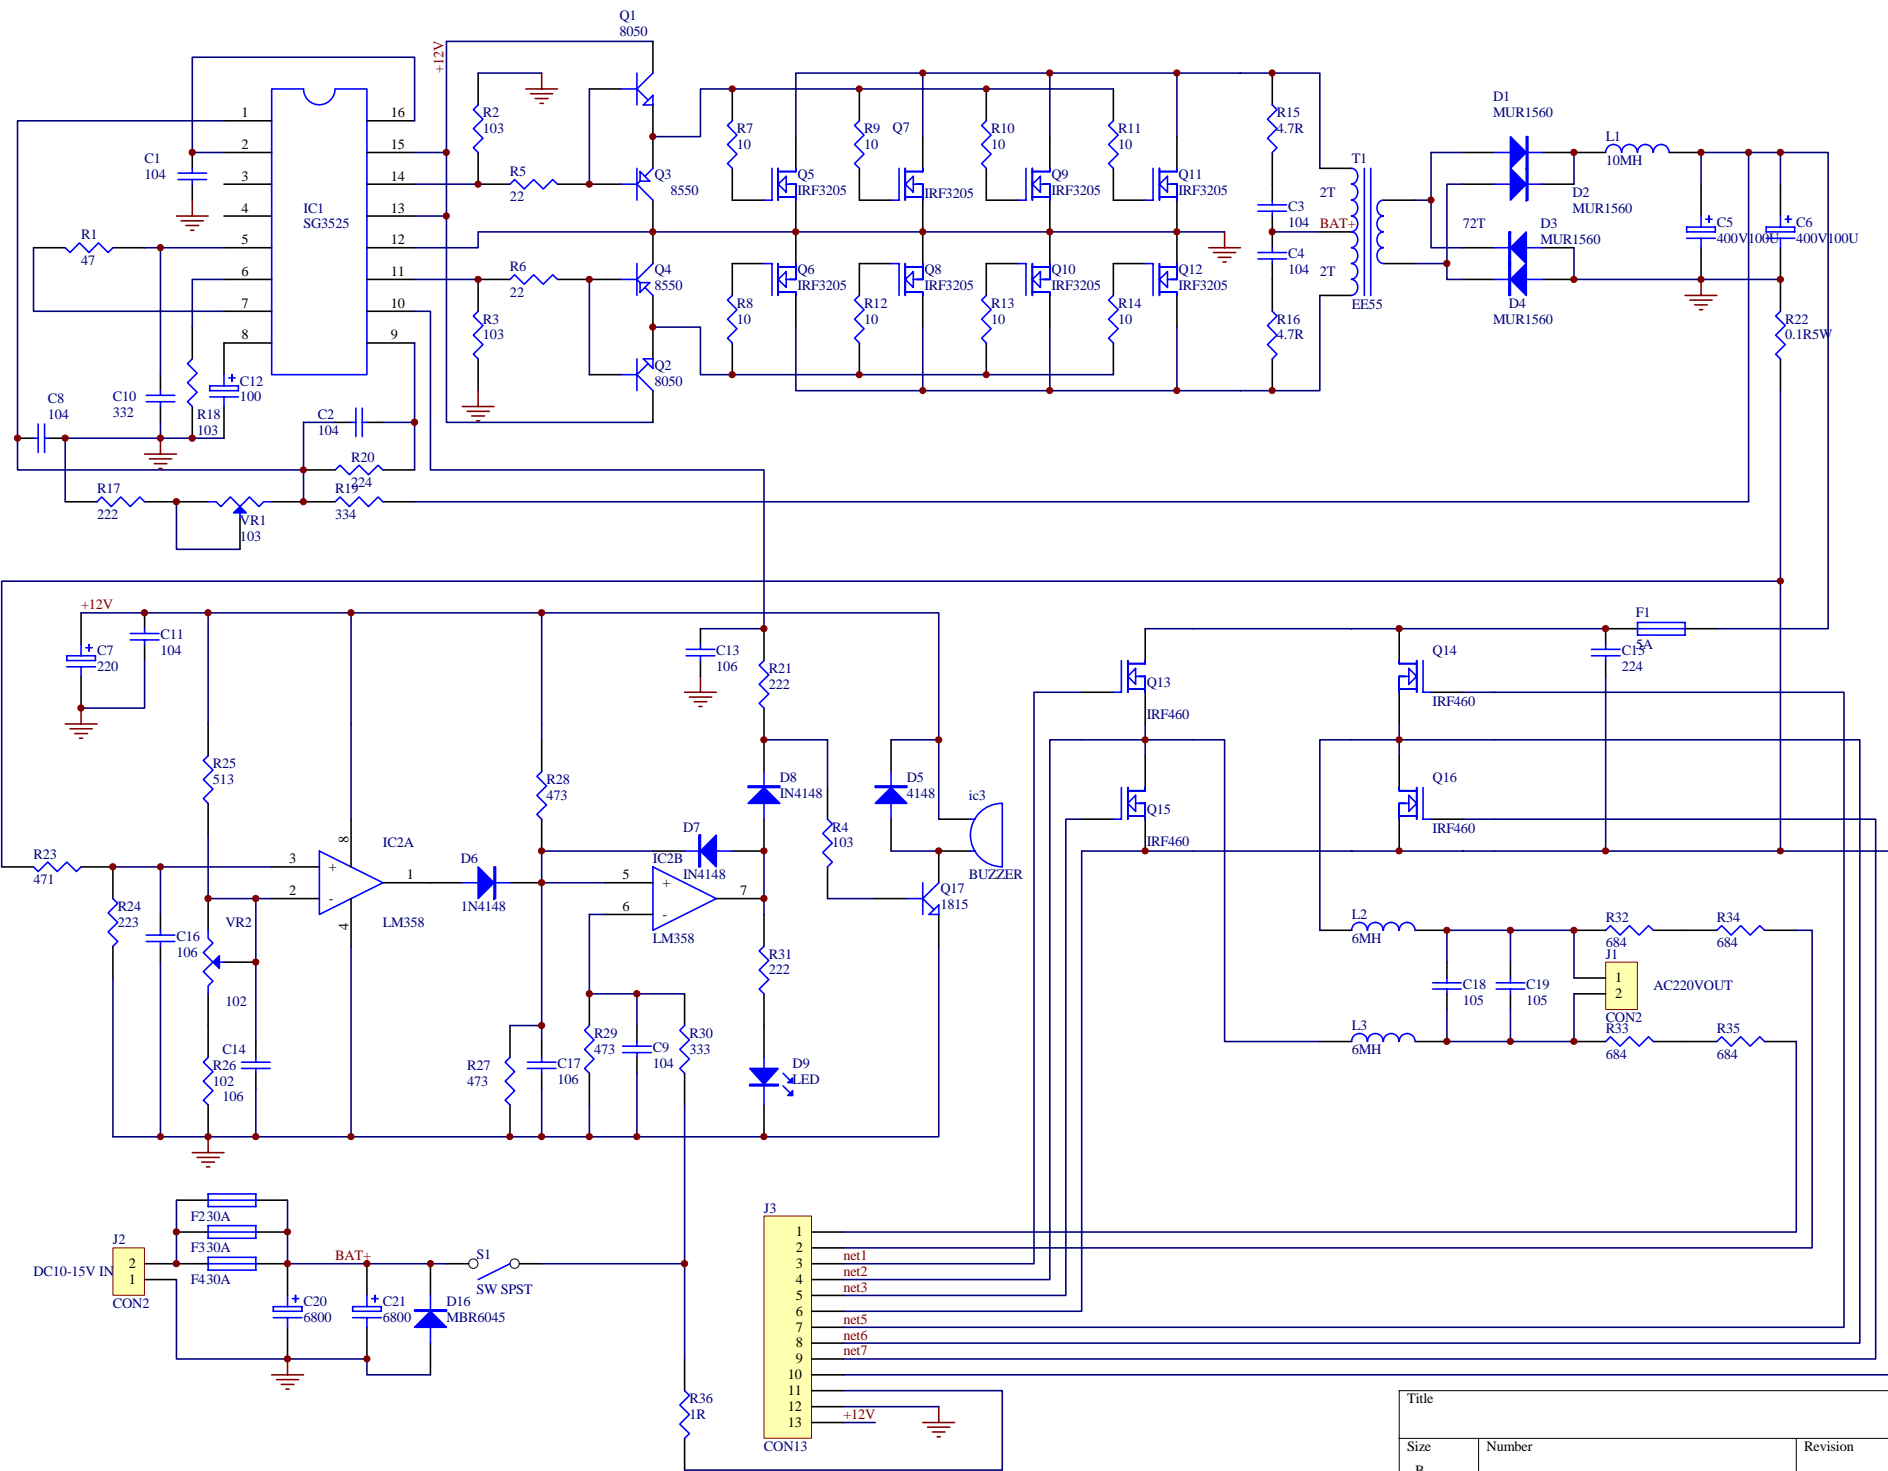 Q1
8050
+12V
1
2
3
4
5
6
7
8
16
15
14
13
12
11
10
9
IC1
SG3525
C1
104
R1
47
R2
103
R5
22
Q3
8550
R6
22
Q4
8550
R3
103
Q2
8050
R7
10
R9
10
Q7
R10
10
R11
10
Q5
IRF3205
IRF3205
Q9
IRF3205
Q11
IRF3205
Q6
IRF3205
Q8
IRF3205
Q10
IRF3205
Q12
IRF3205
R8
10
R12
10
R13
10
R14
10
R15
4.7R
C3
104
BAT+
C4
104
R16
4.7R
T1
2T
2T
72T
EE55
D1
MUR1560
D2
MUR1560
D3
MUR1560
D4
MUR1560
L1
10MH
C5
400V100U
C6
400V100U
R22
0.1R5W
C8
104
C10
332
R18
103
C12
100
C2
104
R20
224
R17
222
VR1
103
R19
334
+12V
C7
220
C11
104
R25
513
R28
473
C13
106
R21
222
D8
IN4148
D5
4148
ic3
BUZZER
R4
103
D7
IN4148
IC2A
LM358
3
2
1
8
4
+
-
D6
1N4148
IC2B
LM358
5
6
7
+
-
Q17
1815
R23
471
R24
223
C16
106
VR2
102
R26
102
C14
106
R27
473
C17
106
R29
473
C9
104
R30
333
R31
222
D9
LED
F1
5A
C15
224
Q13
IRF460
Q14
IRF460
Q15
IRF460
Q16
IRF460
L2
6MH
L3
6MH
C18
105
C19
105
R32
684
R34
684
J1
1
2
CON2
AC220VOUT
R33
684
R35
684
F230A
F330A
F430A
J2
2
1
CON2
DC10-15V IN
BAT+
S1
SW SPST
C20
6800
C21
6800
D16
MBR6045
R36
1R
J3
1
2
3
4
5
6
7
8
9
10
11
12
13
CON13
net1
net2
net3
net5
net6
net7
+12V
Title
Size
Number
Revision
B